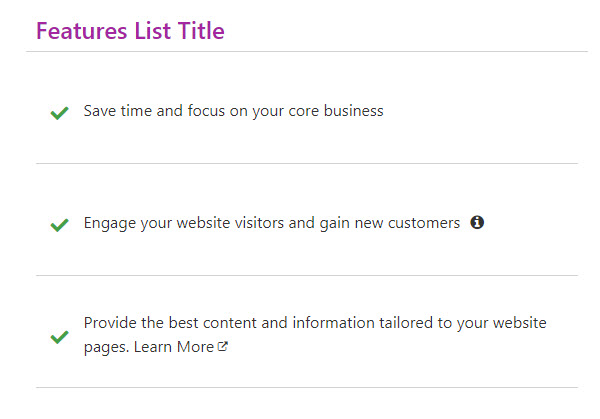 Features List Title
Save time and focus on your core business
Engage your website visitors and gain new customers
Provide the best content and information tailored to your website
pages. Learn More